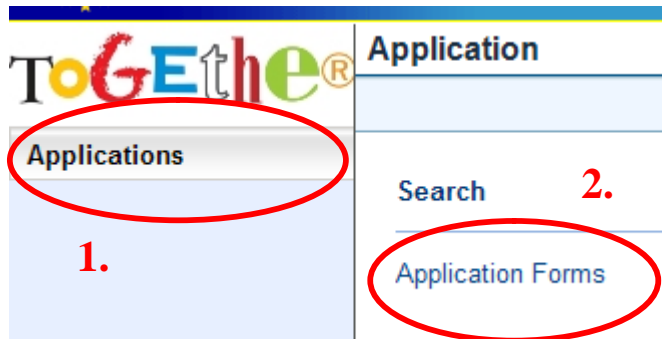 ToGEthe®
Applications
1.
Application
Search
2.
Application Forms